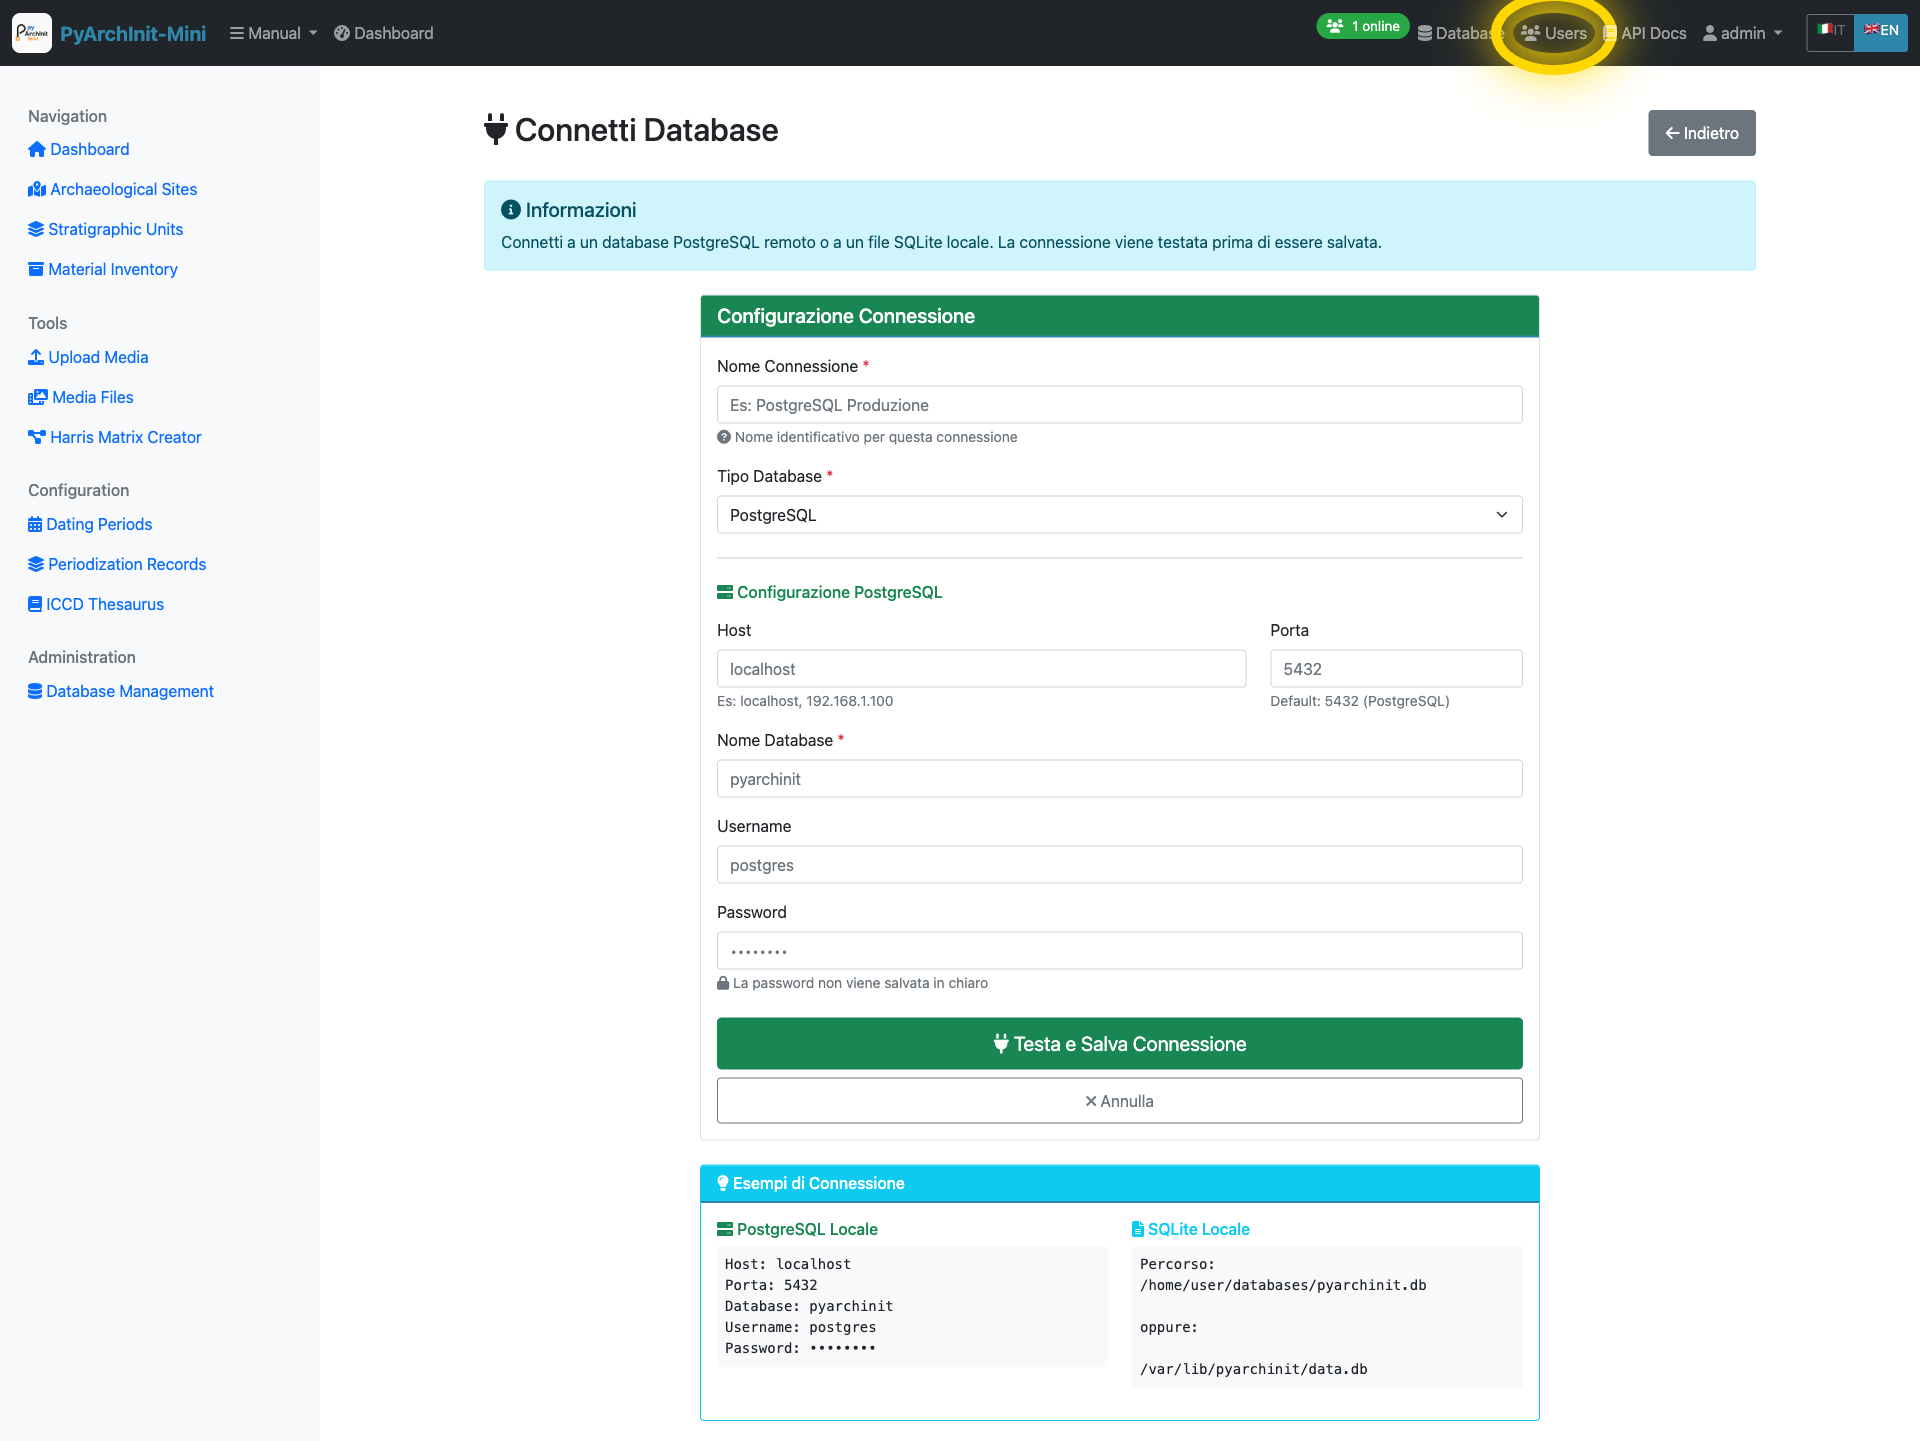 PyArchInit-Mini
Manual
Dashboard
1 online
Database
Users
API Docs
admin
IT
EN
Navigation
Dashboard
Archaeological Sites
Stratigraphic Units
Material Inventory
Tools
Upload Media
Media Files
Harris Matrix Creator
Configuration
Dating Periods
Periodization Records
ICCD Thesaurus
Administration
Database Management
Connetti Database
Indietro
Informazioni
Connetti a un database PostgreSQL remoto o a un file SQLite locale. La connessione viene testata prima di essere salvata.
Configurazione Connessione
Nome Connessione *
Es: PostgreSQL Produzione
Nome identificativo per questa connessione
Tipo Database *
PostgreSQL
Configurazione PostgreSQL
Host
Porta
localhost
5432
Es: localhost, 192.168.1.100
Default: 5432 (PostgreSQL)
Nome Database *
pyarchinit
Username
postgres
Password
••••••••
La password non viene salvata in chiaro
Testa e Salva Connessione
Annulla
Esempi di Connessione
PostgreSQL Locale
Host: localhost
Porta: 5432
Database: pyarchinit
Username: postgres
Password: ••••••••
SQLite Locale
Percorso:
/home/user/databases/pyarchinit.db
oppure:
/var/lib/pyarchinit/data.db